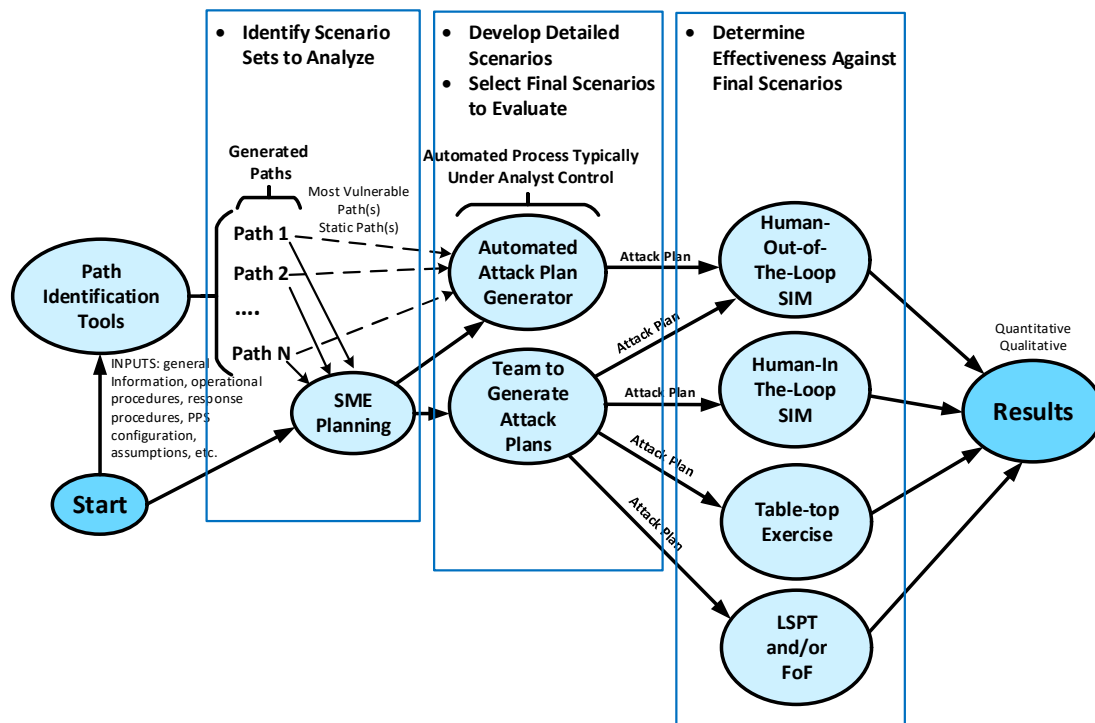 • Identify Scenario
Sets to Analyze
• Develop Detailed
Scenarios
• Select Final Scenarios
to Evaluate
• Determine
Effectiveness Against
Final Scenarios
Generated
Paths
Path 1
Path 2
....
Path N
Most Vulnerable
Path(s)
Static Path(s)
Automated Process Typically
Under Analyst Control
Path
Identification
Tools
INPUTS: general
Information, operational
procedures, response
procedures, PPS
configuration,
assumptions, etc.
Start
SME
Planning
Automated
Attack Plan
Generator
Team to
Generate
Attack
Plans
Attack Plan
Attack Plan
Attack Plan
Attack Plan
Attack Plan
Human-
Out-of-
The-Loop
SIM
Human-In
The-Loop
SIM
Table-top
Exercise
LSPT
and/or
FoF
Quantitative
Qualitative
Results